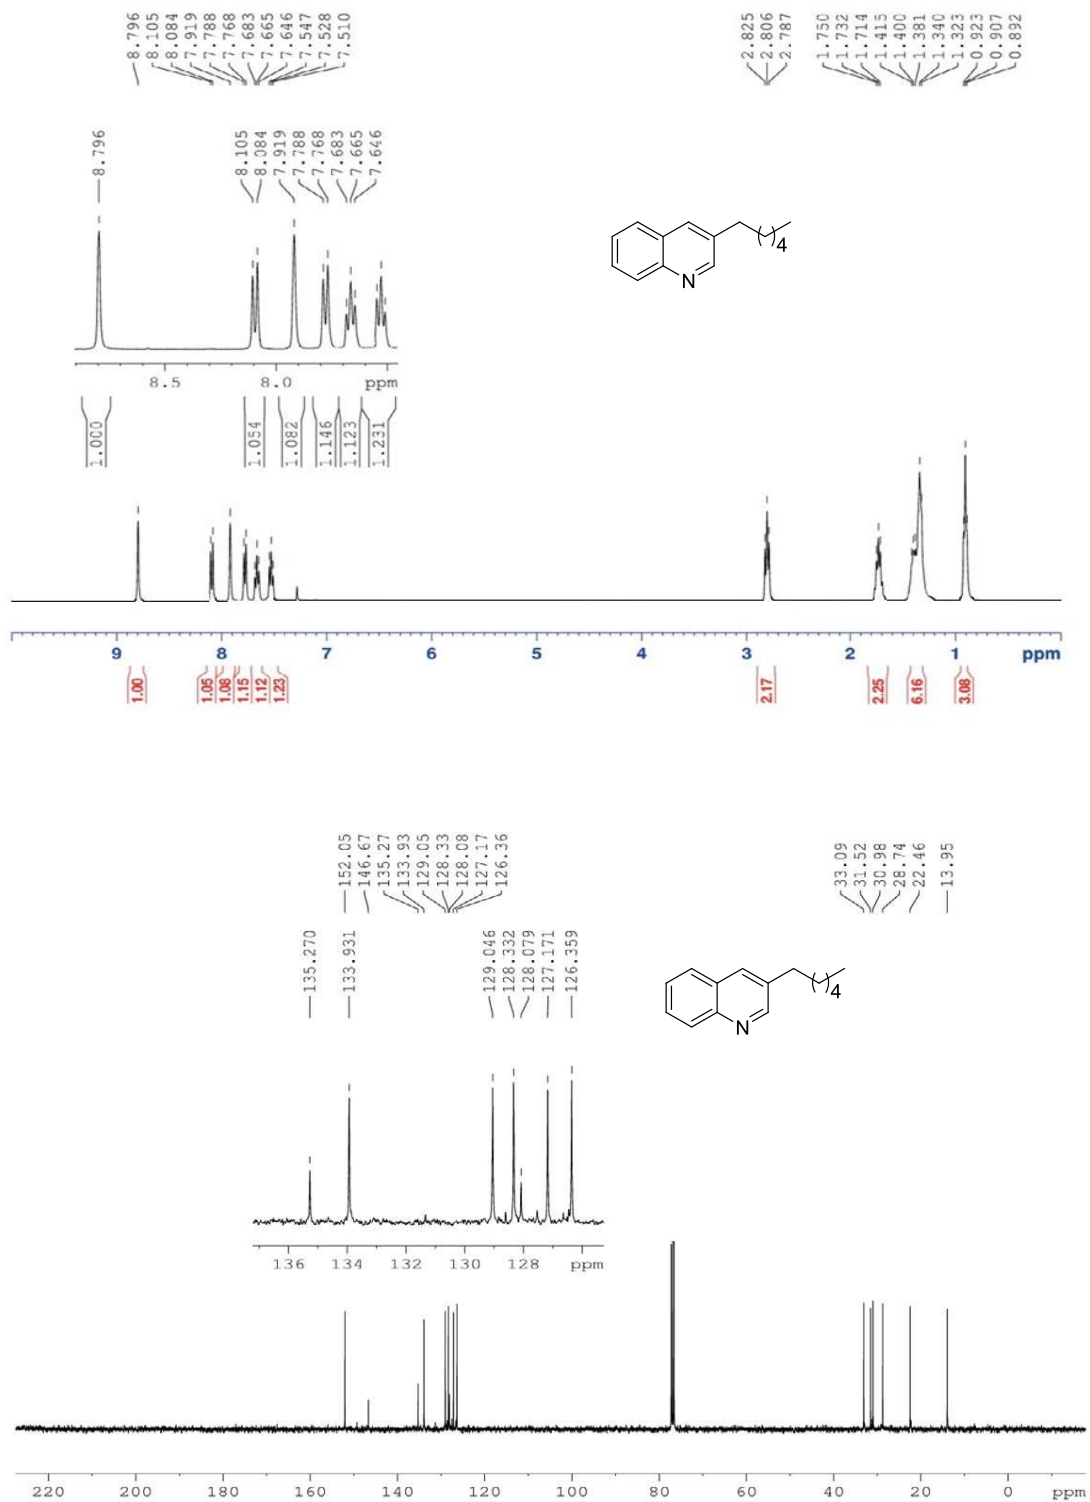 8.796 8.105 8.084 7.919 7.788 7.768 7.683 7.665 7.646 7.547 7.528 7.510 2.825 2.806 2.787 1.750 1.732 1.714 1.415 1.400 1.381 1.340 1.323 0.923 0.907 0.892
8.796 8.105 8.084 7.919 7.788 7.768 7.683 7.665 7.646
( )4
N
8.5 8.0 ppm
1.000 1.054 1.082 1.146 1.123 1.231
9 8 7 6 5 4 3 2 1 ppm
1.00 1.05 1.08 1.15 1.12 1.23 2.17 2.25 6.16 3.08
152.05 146.67 135.27 133.93 129.05 128.33 128.08 127.17 126.36 33.09 31.52 30.98 28.74 22.46 13.95
135.270 133.931 129.046 128.332 128.079 127.171 126.359
( )4
N
136 134 132 130 128 ppm
220 200 180 160 140 120 100 80 60 40 20 0 ppm